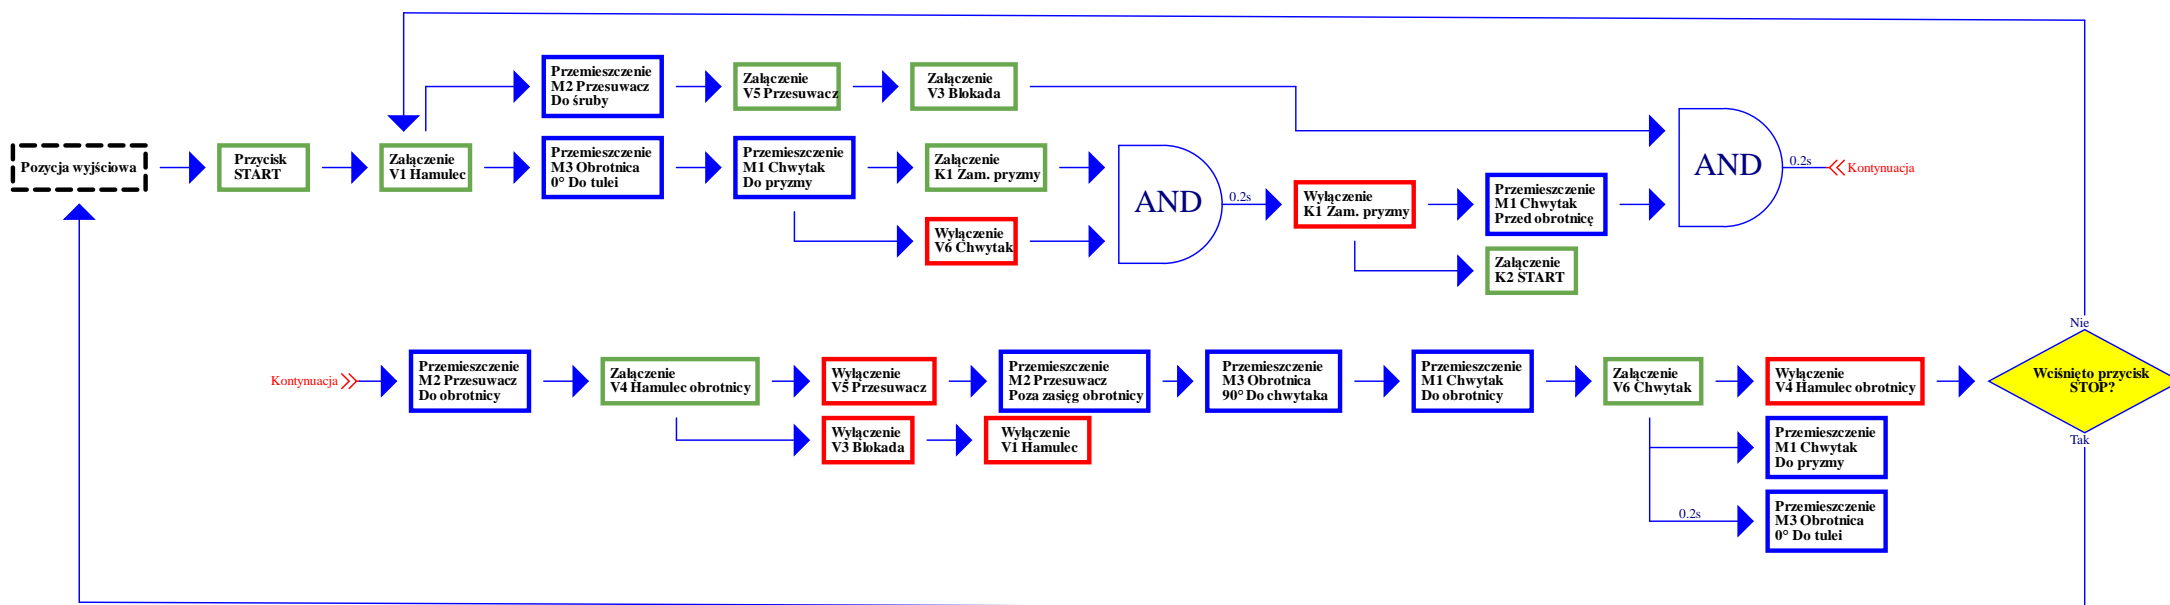 Pozycja wyjściowa
Przycisk
START
Załączenie
V1 Hamulec
Przemieszczenie
M2 Przesuwacz
Do śruby
Załączenie
V5 Przesuwacz
Załączenie
V3 Blokada
Przemieszczenie
M3 Obrotnica
0° Do tulei
Przemieszczenie
M1 Chwytak
Do pryzmy
Załączenie
K1 Zam. pryzmy
Wyłączenie
V6 Chwytak
AND
0.2s
Wyłączenie
K1 Zam. pryzmy
Przemieszczenie
M1 Chwytak
Przed obrotnicę
Załączenie
K2 START
AND
0.2s
Kontynuacja
Kontynuacja
Przemieszczenie
M2 Przesuwacz
Do obrotnicy
Załączenie
V4 Hamulec obrotnicy
Wyłączenie
V5 Przesuwacz
Wyłączenie
V3 Blokada
Wyłączenie
V1 Hamulec
Przemieszczenie
M2 Przesuwacz
Poza zasięg obrotnicy
Przemieszczenie
M3 Obrotnica
90° Do chwytaka
Przemieszczenie
M1 Chwytak
Do obrotnicy
Załączenie
V6 Chwytak
Wyłączenie
V4 Hamulec obrotnicy
Przemieszczenie
M1 Chwytak
Do pryzmy
0.2s
Przemieszczenie
M3 Obrotnica
0° Do tulei
Nie
Wciśnięto przycisk
STOP?
Tak